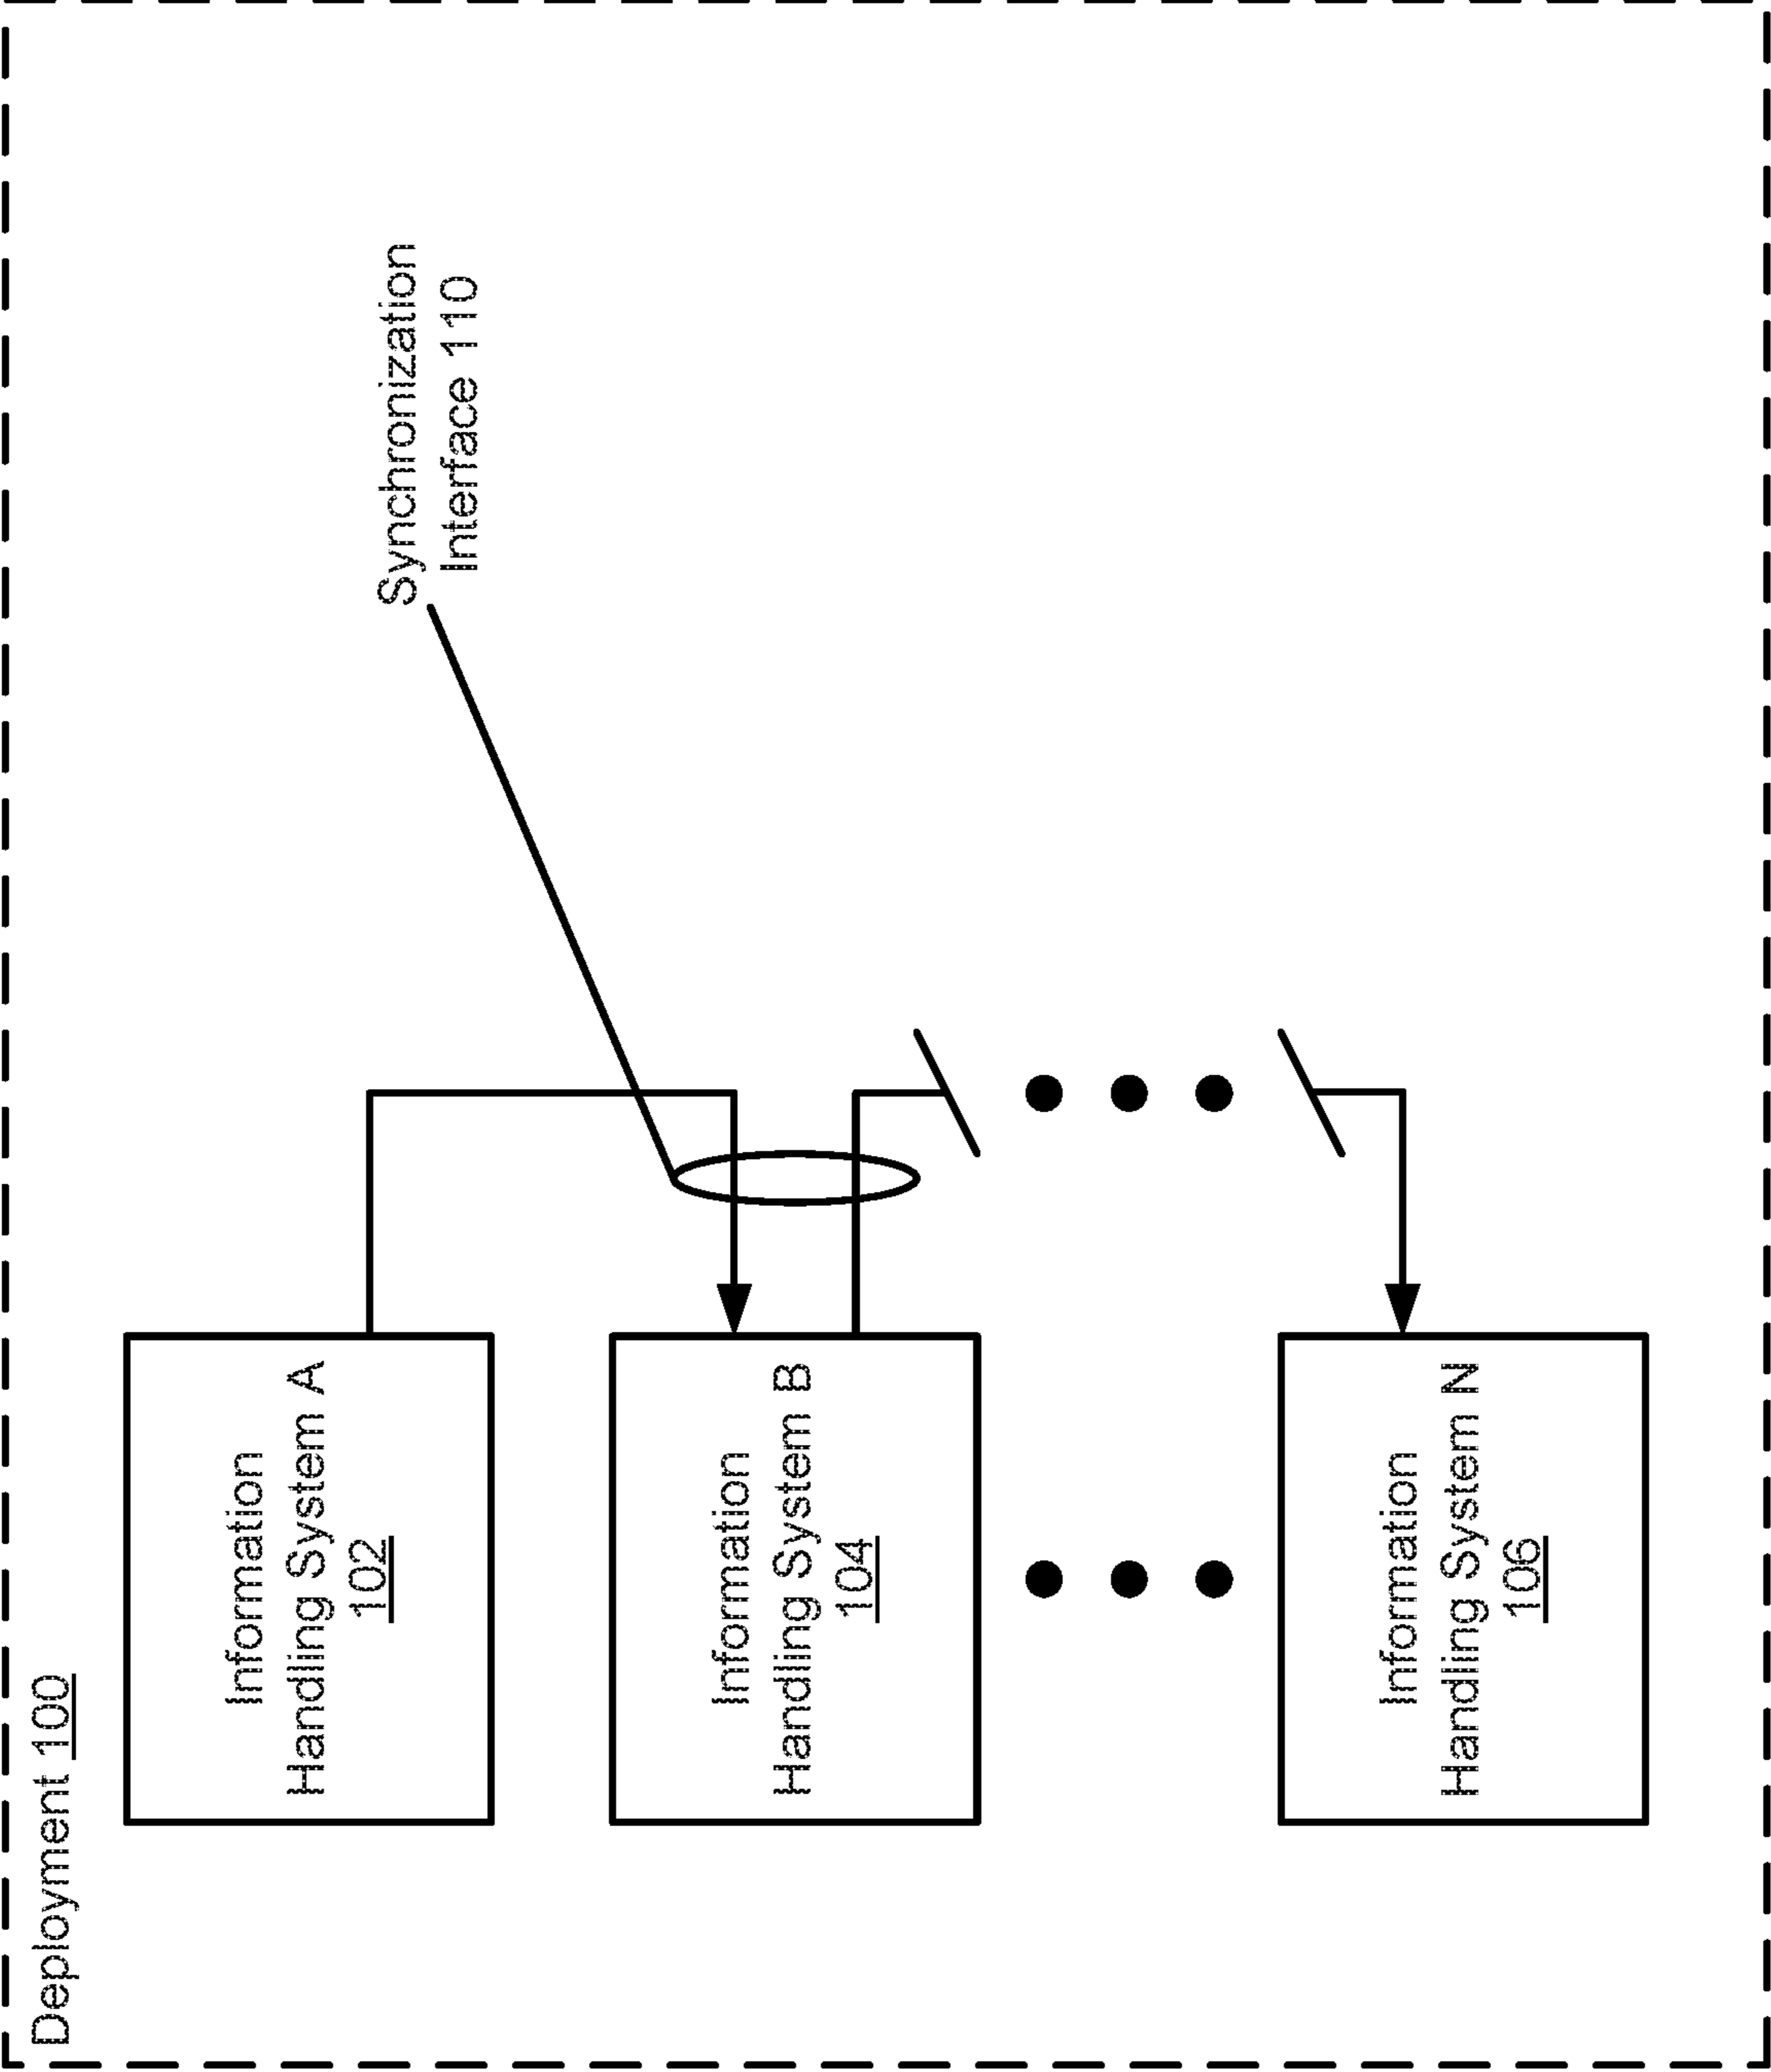 Deployment 100
Information
Handling System A
102
Synchronization
Interface 110
Information
Handling System B
104
Information
Handling System N
106